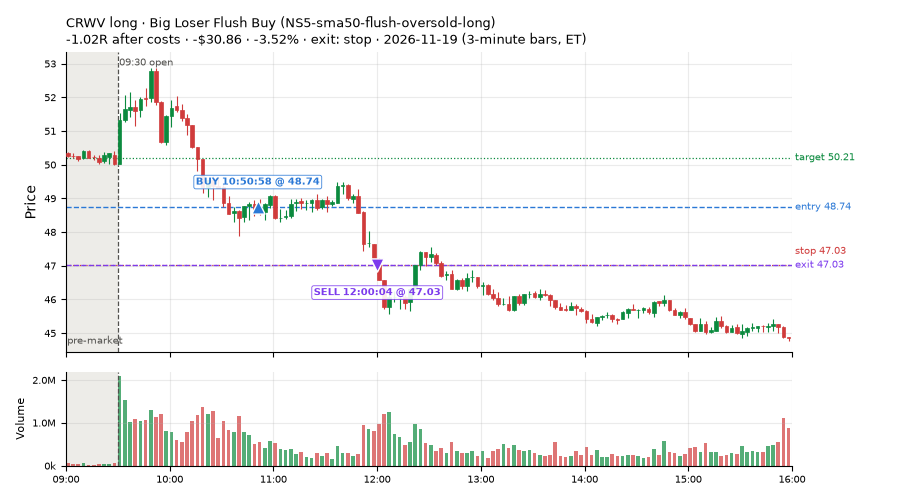 CRWV long · Big Loser Flush Buy (NS5-sma50-flush-oversold-long)
-1.02R after costs · -$30.86 · -3.52% · exit: stop · 2026-11-19 (3-minute bars, ET)
09:30 open
53
52
51
50
49
48
47
46
45
Price
target 50.21
BUY 10:50:58 @ 48.74
entry 48.74
stop 47.03
exit 47.03
SELL 12:00:04 @ 47.03
pre-market
2.0M
1.0M
0k
Volume
09:00
10:00
11:00
12:00
13:00
14:00
15:00
16:00